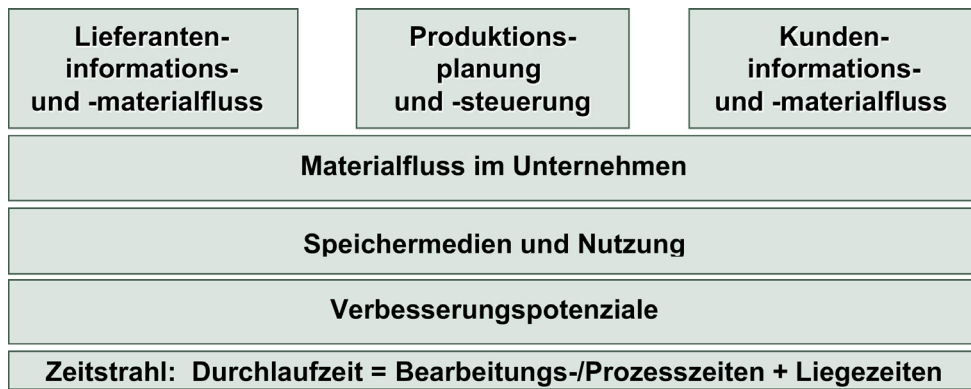 Lieferanten-
informations-
und -materialfluss
Produktions-
planung
und -steuerung
Kunden-
informations-
und -materialfluss
Materialfluss im Unternehmen
Speichermedien und Nutzung
Verbesserungspotenziale
Zeitstrahl: Durchlaufzeit = Bearbeitungs-/Prozesszeiten + Liegezeiten